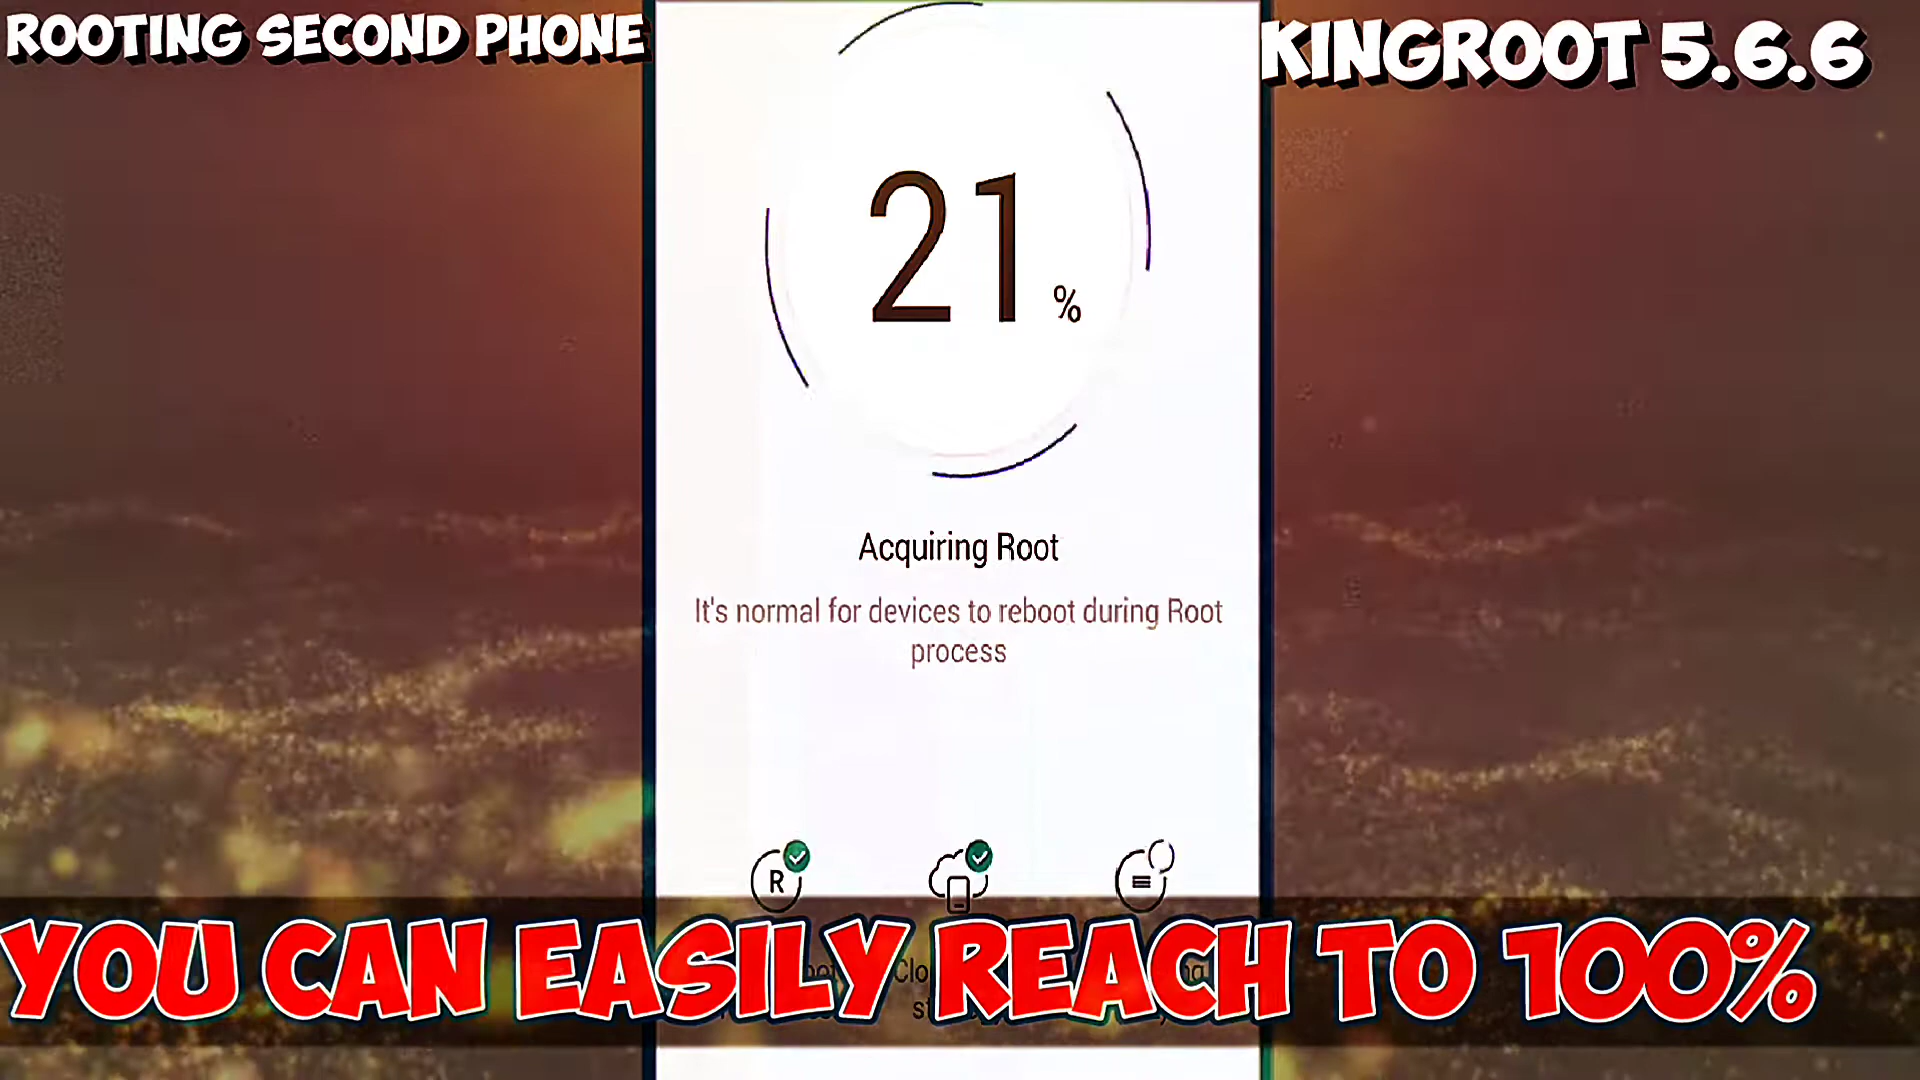 ROOTING SECOND PHONE
KINGROOT 5.6.6
21 %
Acquiring Root
It's normal for devices to reboot during Root
process
R
YOU CAN EASILY REACH TO 100%